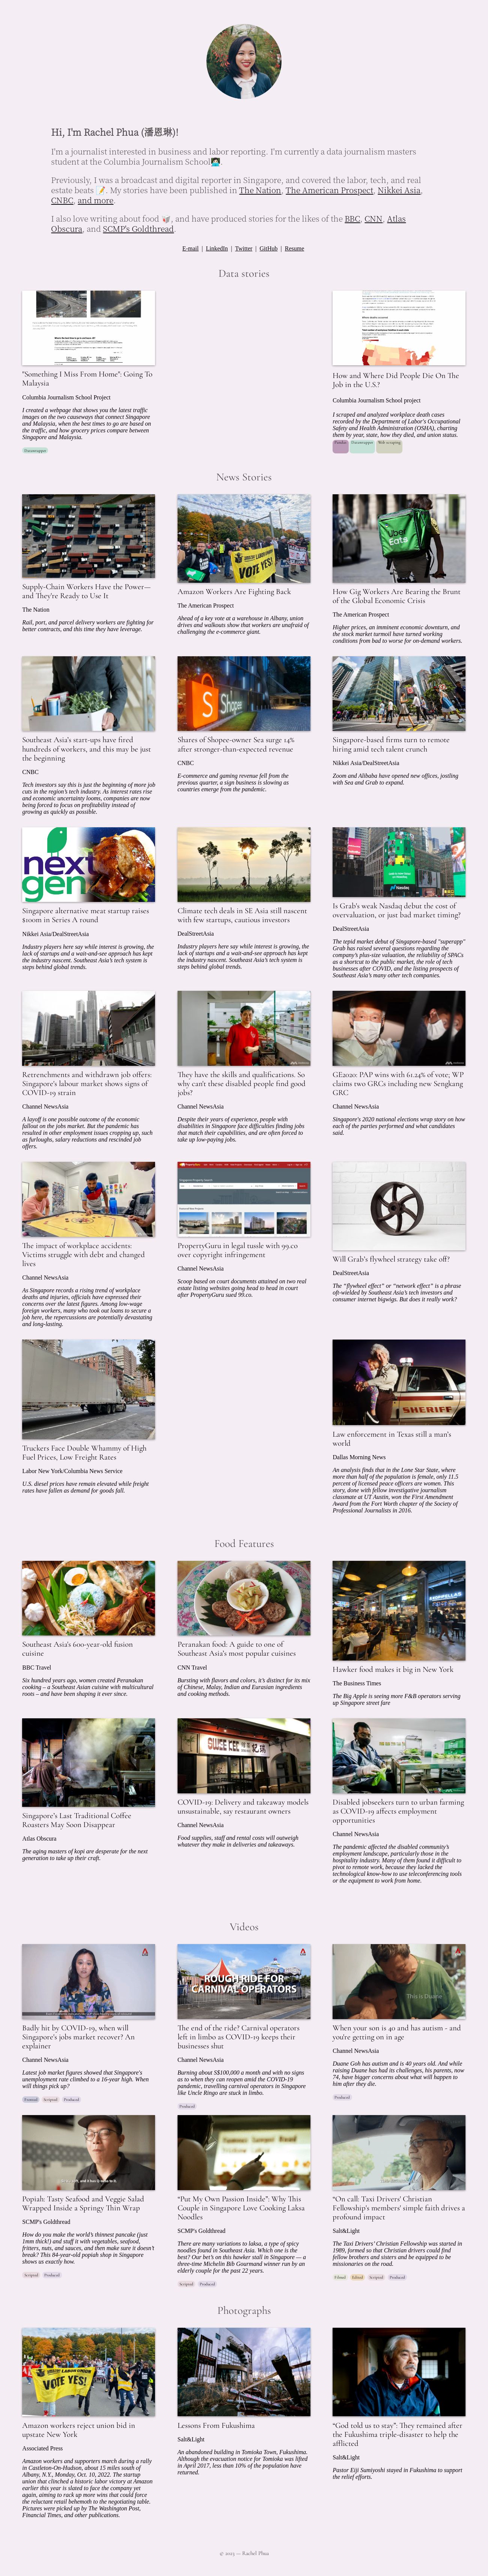 Hi, I'm Rachel Phua (潘恩琳)!
I'm a journalist interested in business and labor reporting. I'm currently a data journalism masters
student at the Columbia Journalism School👩🏻‍💻
Previously, I was a broadcast and digital reporter in Singapore, and covered the labor, tech, and real
estate beats 📝. My stories have been published in The Nation, The American Prospect, Nikkei Asia,
CNBC, and more.
I also love writing about food 🥡, and have produced stories for the likes of the BBC, CNN, Atlas
Obscura, and SCMP's Goldthread.
E-mail | LinkedIn | Twitter | GitHub | Resume
Data stories
"Something I Miss From Home": Going To
Malaysia
Columbia Journalism School Project
I created a webpage that shows you the latest traffic
images on the two causeways that connect Singapore
and Malaysia, when the best times to go are based on
the traffic, and how grocery prices compare between
Singapore and Malaysia.
Datawrapper
How and Where Did People Die On The
Job in the U.S.?
Columbia Journalism School project
I scraped and analyzed workplace death cases
recorded by the Department of Labor's Occupational
Safety and Health Administration (OSHA), charting
them by year, state, how they died, and union status.
Pandas
Datawrapper
Web scraping
News Stories
Supply-Chain Workers Have the Power—
and They're Ready to Use It
The Nation
Rail, port, and parcel delivery workers are fighting for
better contracts, and this time they have leverage.
VOTE YES!
Amazon Workers Are Fighting Back
The American Prospect
Ahead of a key vote at a warehouse in Albany, union
drives and walkouts show that workers are unafraid of
challenging the e-commerce giant.
Uber
Eats
How Gig Workers Are Bearing the Brunt
of the Global Economic Crisis
The American Prospect
Higher prices, an imminent economic downturn, and
the stock market turmoil have turned working
conditions from bad to worse for on-demand workers.
Southeast Asia's start-ups have fired
hundreds of workers, and this may be just
the beginning
CNBC
Tech investors say this is just the beginning of more job
cuts in the region's tech industry. As interest rates rise
and economic uncertainty looms, companies are now
being forced to focus on profitability instead of
growing as quickly as possible.
Shares of Shopee-owner Sea surge 14%
after stronger-than-expected revenue
CNBC
E-commerce and gaming revenue fell from the
previous quarter, a sign business is slowing as
countries emerge from the pandemic.
Singapore-based firms turn to remote
hiring amid tech talent crunch
Nikkei Asia/DealStreetAsia
Zoom and Alibaba have opened new offices, jostling
with Sea and Grab to expand.
next
gen
Singapore alternative meat startup raises
$100m in Series A round
Nikkei Asia/DealStreetAsia
Industry players here say while interest is growing, the
lack of startups and a wait-and-see approach has kept
the industry nascent. Southeast Asia's tech system is
steps behind global trends.
Climate tech deals in SE Asia still nascent
with few startups, cautious investors
DealStreetAsia
Industry players here say while interest is growing, the
lack of startups and a wait-and-see approach has kept
the industry nascent. Southeast Asia's tech system is
steps behind global trends.
Nasdaq
Is Grab's weak Nasdaq debut the cost of
overvaluation, or just bad market timing?
DealStreetAsia
The tepid market debut of Singapore-based "superapp"
Grab has raised several questions regarding the
company's plus-size valuation, the reliability of SPACs
as a shortcut to the public market, the role of tech
businesses after COVID, and the listing prospects of
Southeast Asia's many other tech companies.
Retrenchments and withdrawn job offers:
Singapore's labour market shows signs of
COVID-19 strain
Channel NewsAsia
A layoff is one possible outcome of the economic
fallout on the jobs market. But the pandemic has
resulted in other employment issues cropping up, such
as furloughs, salary reductions and rescinded job
offers.
They have the skills and qualifications. So
why can't these disabled people find good
jobs?
Channel NewsAsia
Despite their years of experience, people with
disabilities in Singapore face difficulties finding jobs
that match their capabilities, and are often forced to
take up low-paying jobs.
GE2020: PAP wins with 61.24% of vote; WP
claims two GRCs including new Sengkang
GRC
Channel NewsAsia
Singapore's 2020 national elections wrap story on how
each of the parties performed and what candidates
said.
The impact of workplace accidents:
Victims struggle with debt and changed
lives
Channel NewsAsia
As Singapore records a rising trend of workplace
deaths and injuries, officials have expressed their
concerns over the latest figures. Among low-wage
foreign workers, many who took out loans to secure a
job here, the repercussions are potentially devastating
and long-lasting.
PropertyGuru in legal tussle with 99.co
over copyright infringement
Channel NewsAsia
Scoop based on court documents attained on two real
estate listing websites going head to head in court
after PropertyGuru sued 99.co.
Will Grab's flywheel strategy take off?
DealStreetAsia
The “flywheel effect” or “network effect” is a phrase
oft-wielded by Southeast Asia's tech investors and
consumer internet bigwigs. But does it really work?
Truckers Face Double Whammy of High
Fuel Prices, Low Freight Rates
Labor New York/Columbia News Service
U.S. diesel prices have remain elevated while freight
rates have fallen as demand for goods fall.
SHERIFF
Law enforcement in Texas still a man's
world
Dallas Morning News
An analysis finds that in the Lone Star State, where
more than half of the population is female, only 11.5
percent of licensed peace officers are women. This
story, done with fellow investigative journalism
classmate at UT Austin, won the First Amendment
Award from the Fort Worth chapter of the Society of
Professional Journalists in 2016.
Food Features
Southeast Asia's 600-year-old fusion
cuisine
BBC Travel
Six hundred years ago, women created Peranakan
cooking – a Southeast Asian cuisine with multicultural
roots – and have been shaping it ever since.
Peranakan food: A guide to one of
Southeast Asia's most popular cuisines
CNN Travel
Bursting with flavors and colors, it's distinct for its mix
of Chinese, Malay, Indian and Eurasian ingredients
and cooking methods.
Hawker food makes it big in New York
The Business Times
The Big Apple is seeing more F&B operators serving
up Singapore street fare
Singapore's Last Traditional Coffee
Roasters May Soon Disappear
Atlas Obscura
The aging masters of kopi are desperate for the next
generation to take up their craft.
COVID-19: Delivery and takeaway models
unsustainable, say restaurant owners
Channel NewsAsia
Food supplies, staff and rental costs will outweigh
whatever they make in deliveries and takeaways.
Disabled jobseekers turn to urban farming
as COVID-19 affects employment
opportunities
Channel NewsAsia
The pandemic affected the disabled community's
employment landscape, particularly those in the
hospitality industry. Many of them found it difficult to
pivot to remote work, because they lacked the
technological know-how to use teleconferencing tools
or the equipment to work from home.
Videos
Badly hit by COVID-19, when will
Singapore's jobs market recover? An
explainer
Channel NewsAsia
Latest job market figures showed that Singapore's
unemployment rate climbed to a 16-year high. When
will things pick up?
Scripted
Produced
ROUGH RIDE FOR
CARNIVAL OPERATORS
The end of the ride? Carnival operators
left in limbo as COVID-19 keeps their
businesses shut
Channel NewsAsia
Burning about S$100,000 a month and with no signs
as to when they can reopen amid the COVID-19
pandemic, travelling carnival operators in Singapore
like Uncle Ringo are stuck in limbo.
Produced
This is Duane
When your son is 40 and has autism - and
you're getting on in age
Channel NewsAsia
Duane Goh has autism and is 40 years old. And while
raising Duane has had its challenges, his parents, now
74, have bigger concerns about what will happen to
him after they die.
Produced
Popiah: Tasty Seafood and Veggie Salad
Wrapped Inside a Springy Thin Wrap
SCMP's Goldthread
How do you make the world's thinnest pancake (just
1mm thick!) and stuff it with vegetables, seafood,
fritters, nuts, and sauces, and then make sure it doesn't
break? This 84-year-old popiah shop in Singapore
shows us exactly how.
Scripted
Produced
“Put My Own Passion Inside”: Why This
Couple in Singapore Love Cooking Laksa
Noodles
SCMP's Goldthread
There are many variations to laksa, a type of spicy
noodles found in Southeast Asia. Which one is the
best? Our bet's on this hawker stall in Singapore –- a
three-time Michelin Bib Gourmand winner run by an
elderly couple for the past 22 years.
Scripted
Produced
“On call: Taxi Drivers' Christian
Fellowship's members' simple faith drives a
profound impact
Salt&Light
The Taxi Drivers' Christian Fellowship was started in
1989, formed so that Christian drivers could find
fellow brothers and sisters and be equipped to be
missionaries on the roads.
Filmed
Edited
Scripted
Produced
Photographs
VOTE YES!
Amazon workers reject union bid in
upstate New York
Associated Press
Amazon workers and supporters march during a rally
in Castleton-On-Hudson, about 15 miles south of
Albany, N.Y., Monday, Oct. 10, 2022. The startup
union that clinched a historic labor victory at Amazon
earlier this year is slated to face the company yet
again, aiming to rack up more wins that could force
the reluctant retail behemoth to the negotiating table.
Pictures were picked up by The Washington Post,
Financial Times, and other publications.
Lessons From Fukushima
Salt&Light
An abandoned building in Tomioka Town, Fukushima.
Although the evacuation notice for Tomioka was lifted
in April 2017, less than 10% of the population have
returned.
“God told us to stay”: They remained after
the Fukushima triple-disaster to help the
afflicted
Salt&Light
Pastor Eiji Sumiyoshi stayed in Fukushima to support
the relief efforts.
© 2023 — Rachel Phua